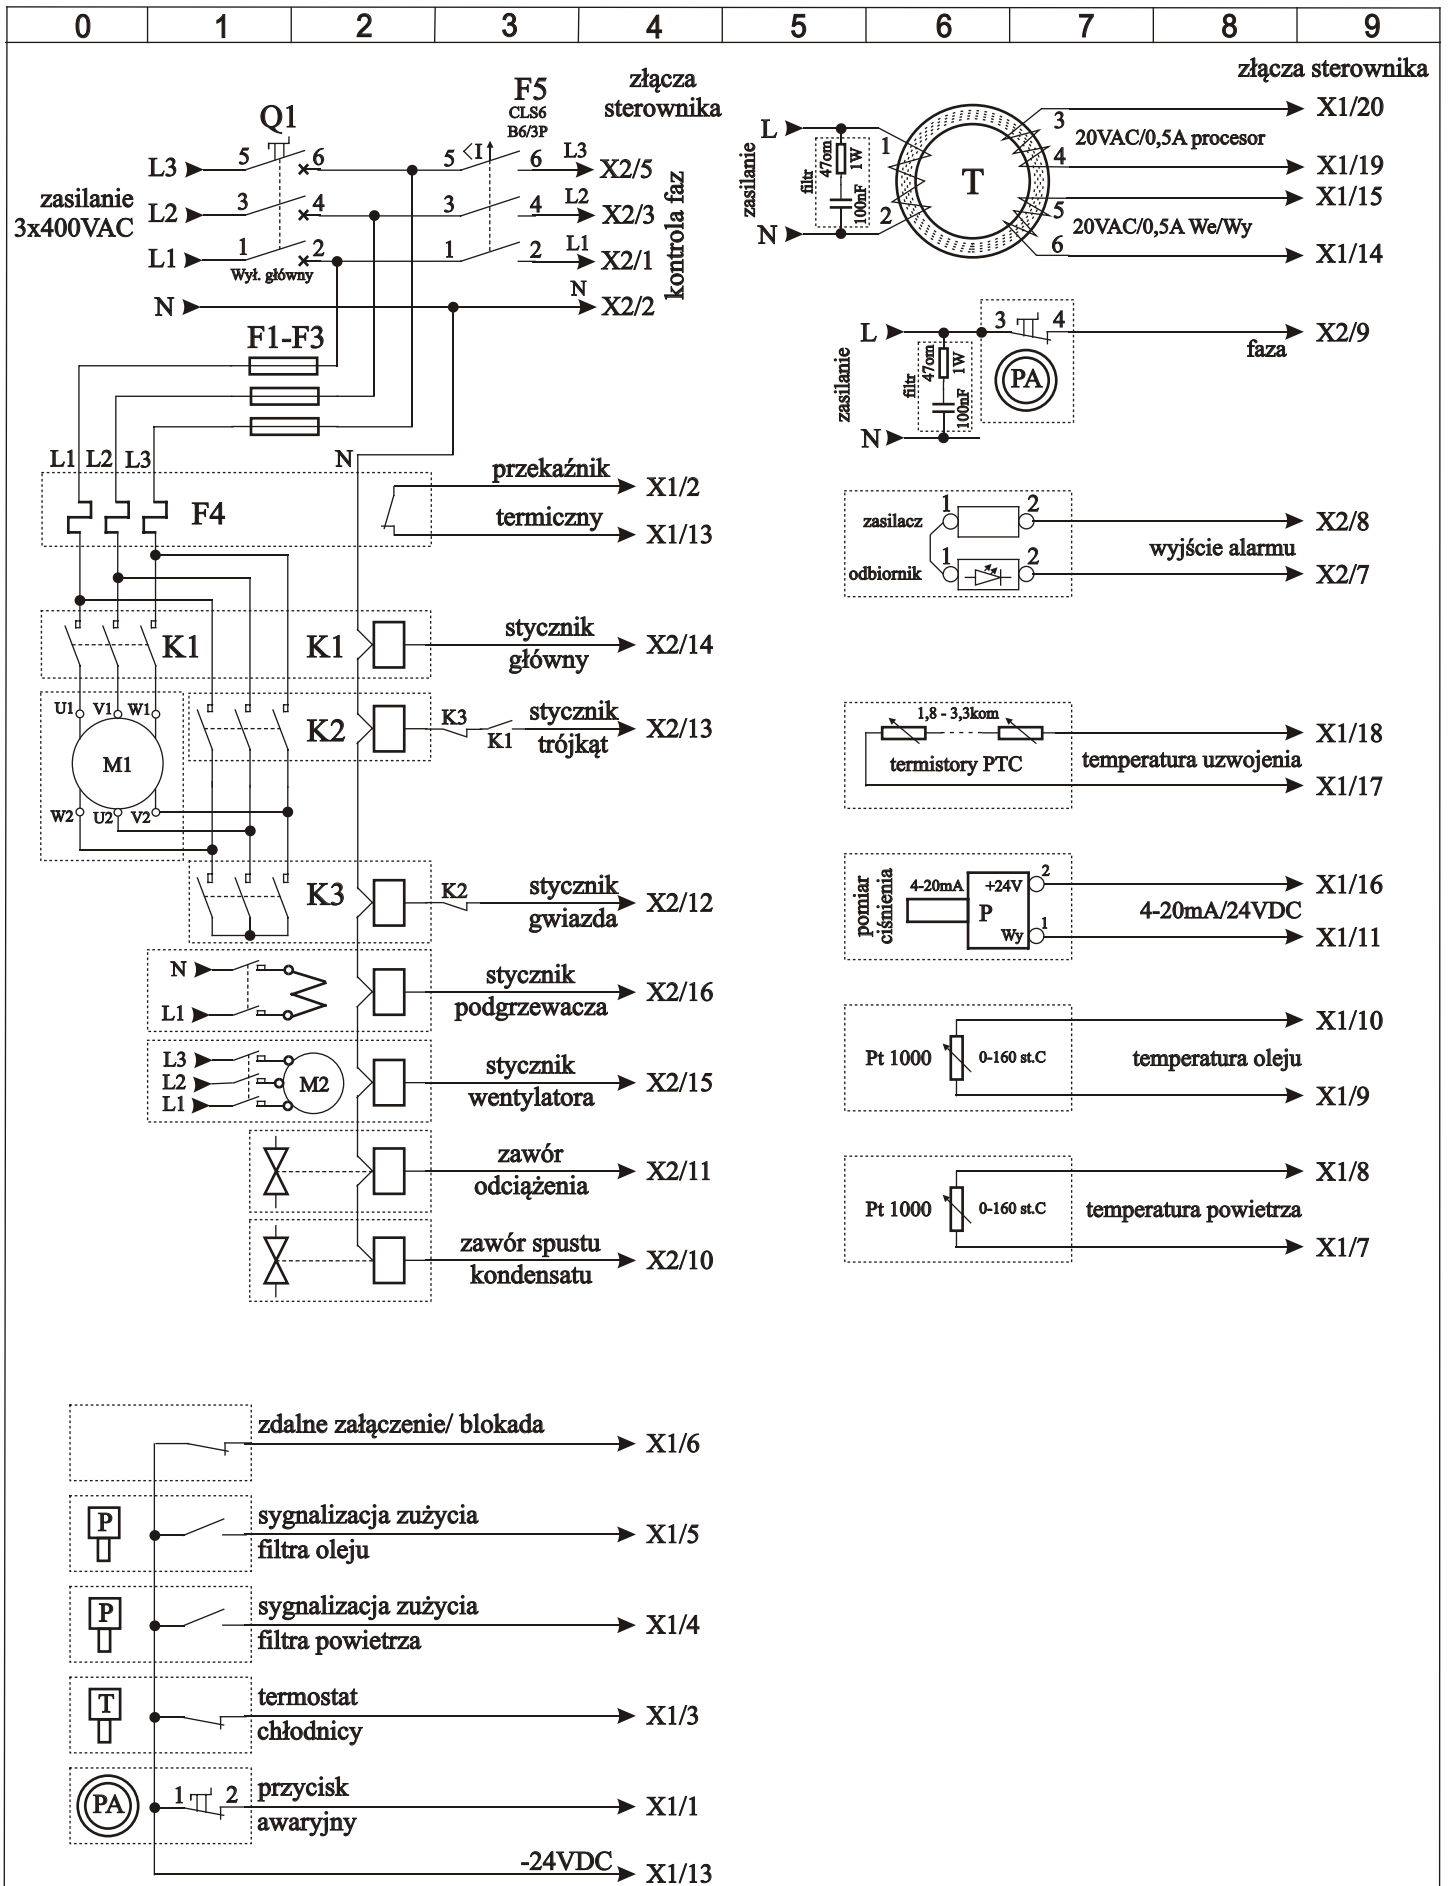 0 1 2 3 4 5 6 7 8 9
złącza
sterownika
F5
CLS6
B6/3P
Q1
L3 5 6 5 <I 6 L3 X2/5
zasilanie
3x400VAC
L2 3 4 3 4 L2 X2/3
L1 1 2 1 2 L1 X2/1
Wył. główny
kontrola faz
N N X2/2
F1-F3
L1 L2 L3 N
F4
przekaźnik X1/2
termiczny X1/13
K1 K1
stycznik
główny
X2/14
U1 V1 W1
M1
W2 U2 V2
K2 K3 K1
stycznik
trójkąt
X2/13
K3 K2
stycznik
gwiazda
X2/12
N
L1
stycznik
podgrzewacza
X2/16
L3
L2
L1
M2
stycznik
wentylatora
X2/15
zawór
odciążenia
X2/11
zawór spustu
kondensatu
X2/10
zdalne załączenie/ blokada
X1/6
P
sygnalizacja zużycia
filtra oleju
X1/5
P
sygnalizacja zużycia
filtra powietrza
X1/4
T
termostat
chłodnicy
X1/3
PA 1 2
przycisk
awaryjny
X1/1
-24VDC X1/13
złącza sterownika
L
zasilanie
N
filtr
47om
1W
100nF
1
2
T
3
4
5
6
X1/20
20VAC/0,5A procesor
X1/19
X1/15
20VAC/0,5A We/Wy
X1/14
L
zasilanie
N
filtr
47om
1W
100nF
3 4
PA
faza
X2/9
zasilacz 1 2 X2/8
wyjście alarmu
odbiornik 1 2 X2/7
1,8 - 3,3kom
termistory PTC
X1/18
temperatura uzwojenia
X1/17
pomiar
ciśnienia
4-20mA +24V 2
P
Wy 1
X1/16
4-20mA/24VDC
X1/11
X1/10
Pt 1000 0-160 st.C temperatura oleju
X1/9
X1/8
Pt 1000 0-160 st.C temperatura powietrza
X1/7